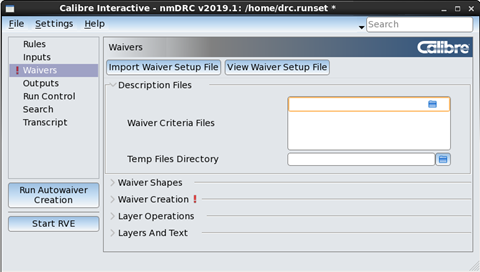 Calibre Interactive - nmDRC v2019.1: /home/drc.runset *
File Settings Help Search
Rules
Inputs
! Waivers
Outputs
Run Control
Search
Transcript
Run Autowaiver
Creation
Start RVE
Waivers
Calibre
Import Waiver Setup File View Waiver Setup File
Description Files
Waiver Criteria Files
Temp Files Directory
Waiver Shapes
Waiver Creation !
Layer Operations
Layers And Text